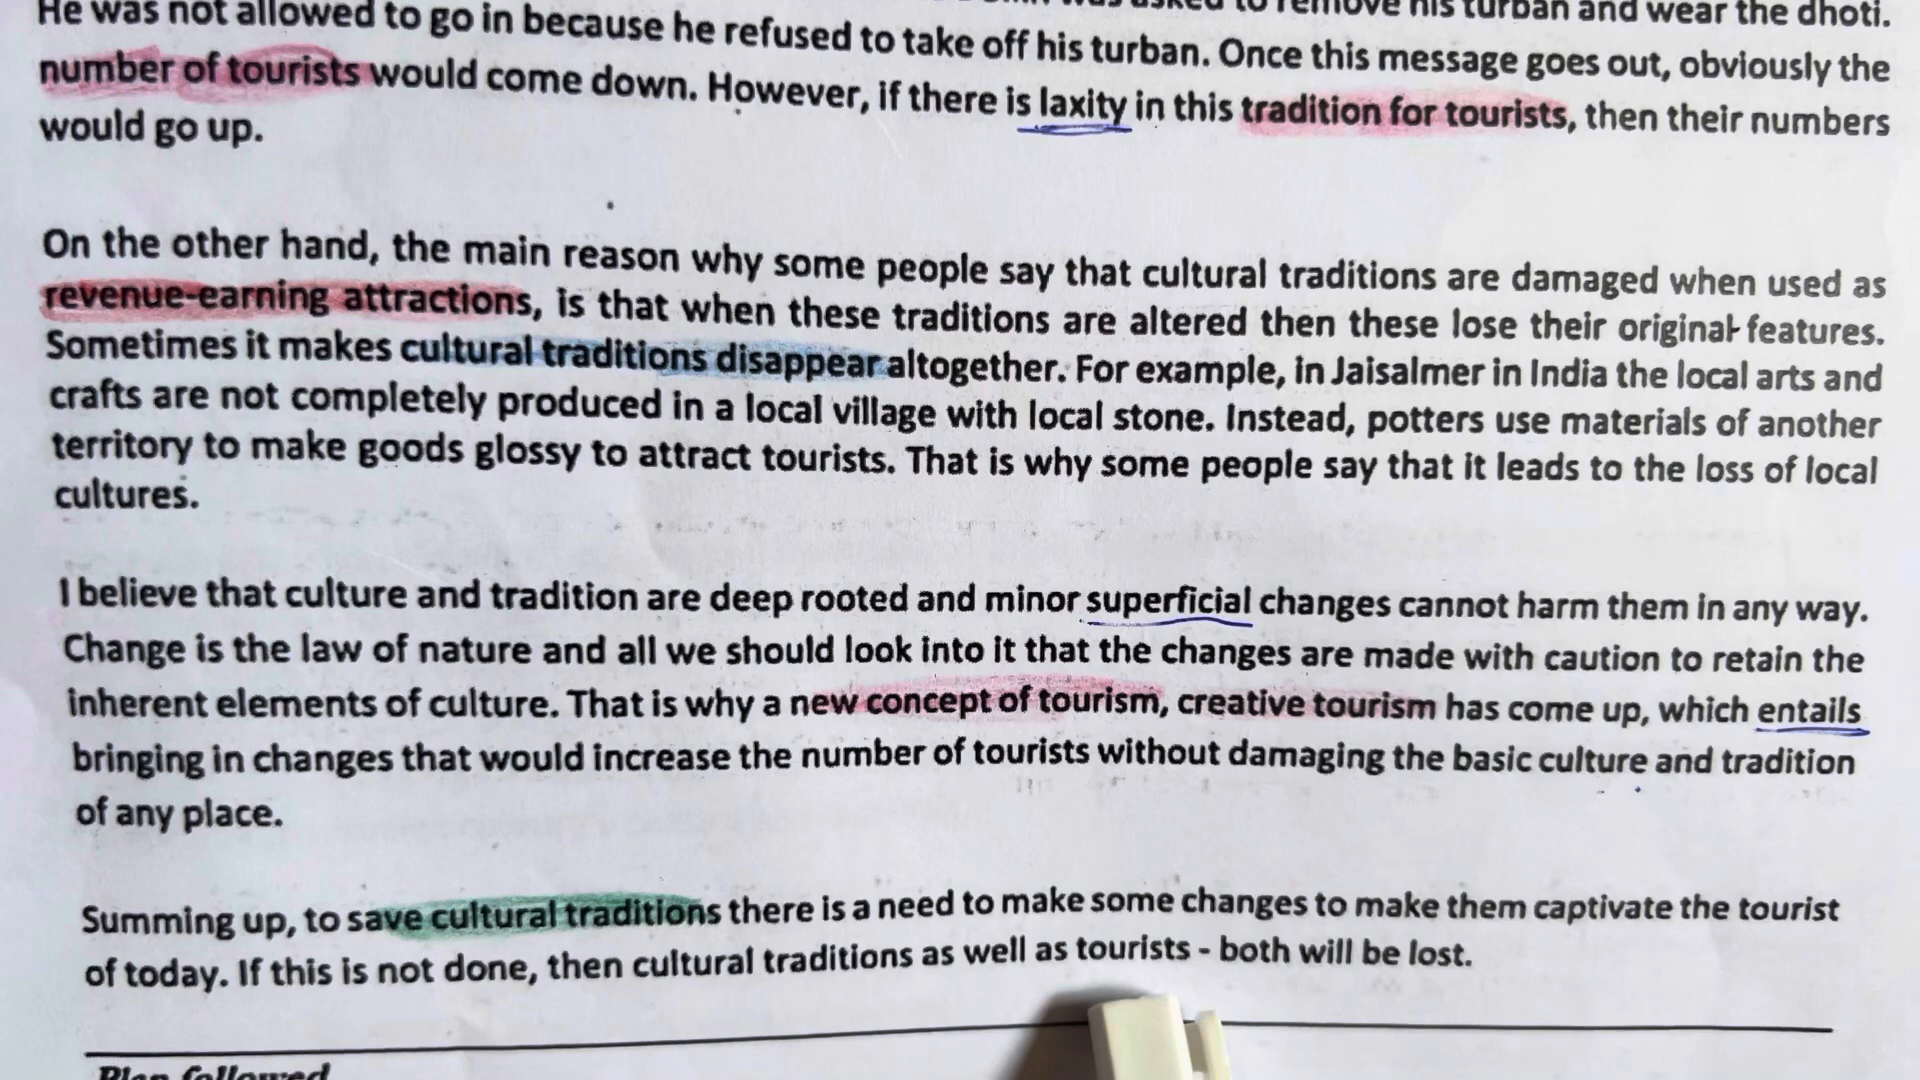 to remove his turban and wear the dhoti.
He was not allowed to go in because he refused to take off his turban. Once this message goes out, obviously the
number of tourists would come down. However, if there is laxity in this tradition for tourists, then their numbers
would go up.
On the other hand, the main reason why some people say that cultural traditions are damaged when used as
revenue-earning attractions, is that when these traditions are altered then these lose their original features.
Sometimes it makes cultural traditions disappear altogether. For example, in Jaisalmer in India the local arts and
crafts are not completely produced in a local village with local stone. Instead, potters use materials of another
territory to make goods glossy to attract tourists. That is why some people say that it leads to the loss of local
cultures.
I believe that culture and tradition are deep rooted and minor superficial changes cannot harm them in any way.
Change is the law of nature and all we should look into it that the changes are made with caution to retain the
inherent elements of culture. That is why a new concept of tourism, creative tourism has come up, which entails
bringing in changes that would increase the number of tourists without damaging the basic culture and tradition
of any place.
Summing up, to save cultural traditions there is a need to make some changes to make them captivate the tourist
of today. If this is not done, then cultural traditions as well as tourists - both will be lost.
Plan followed